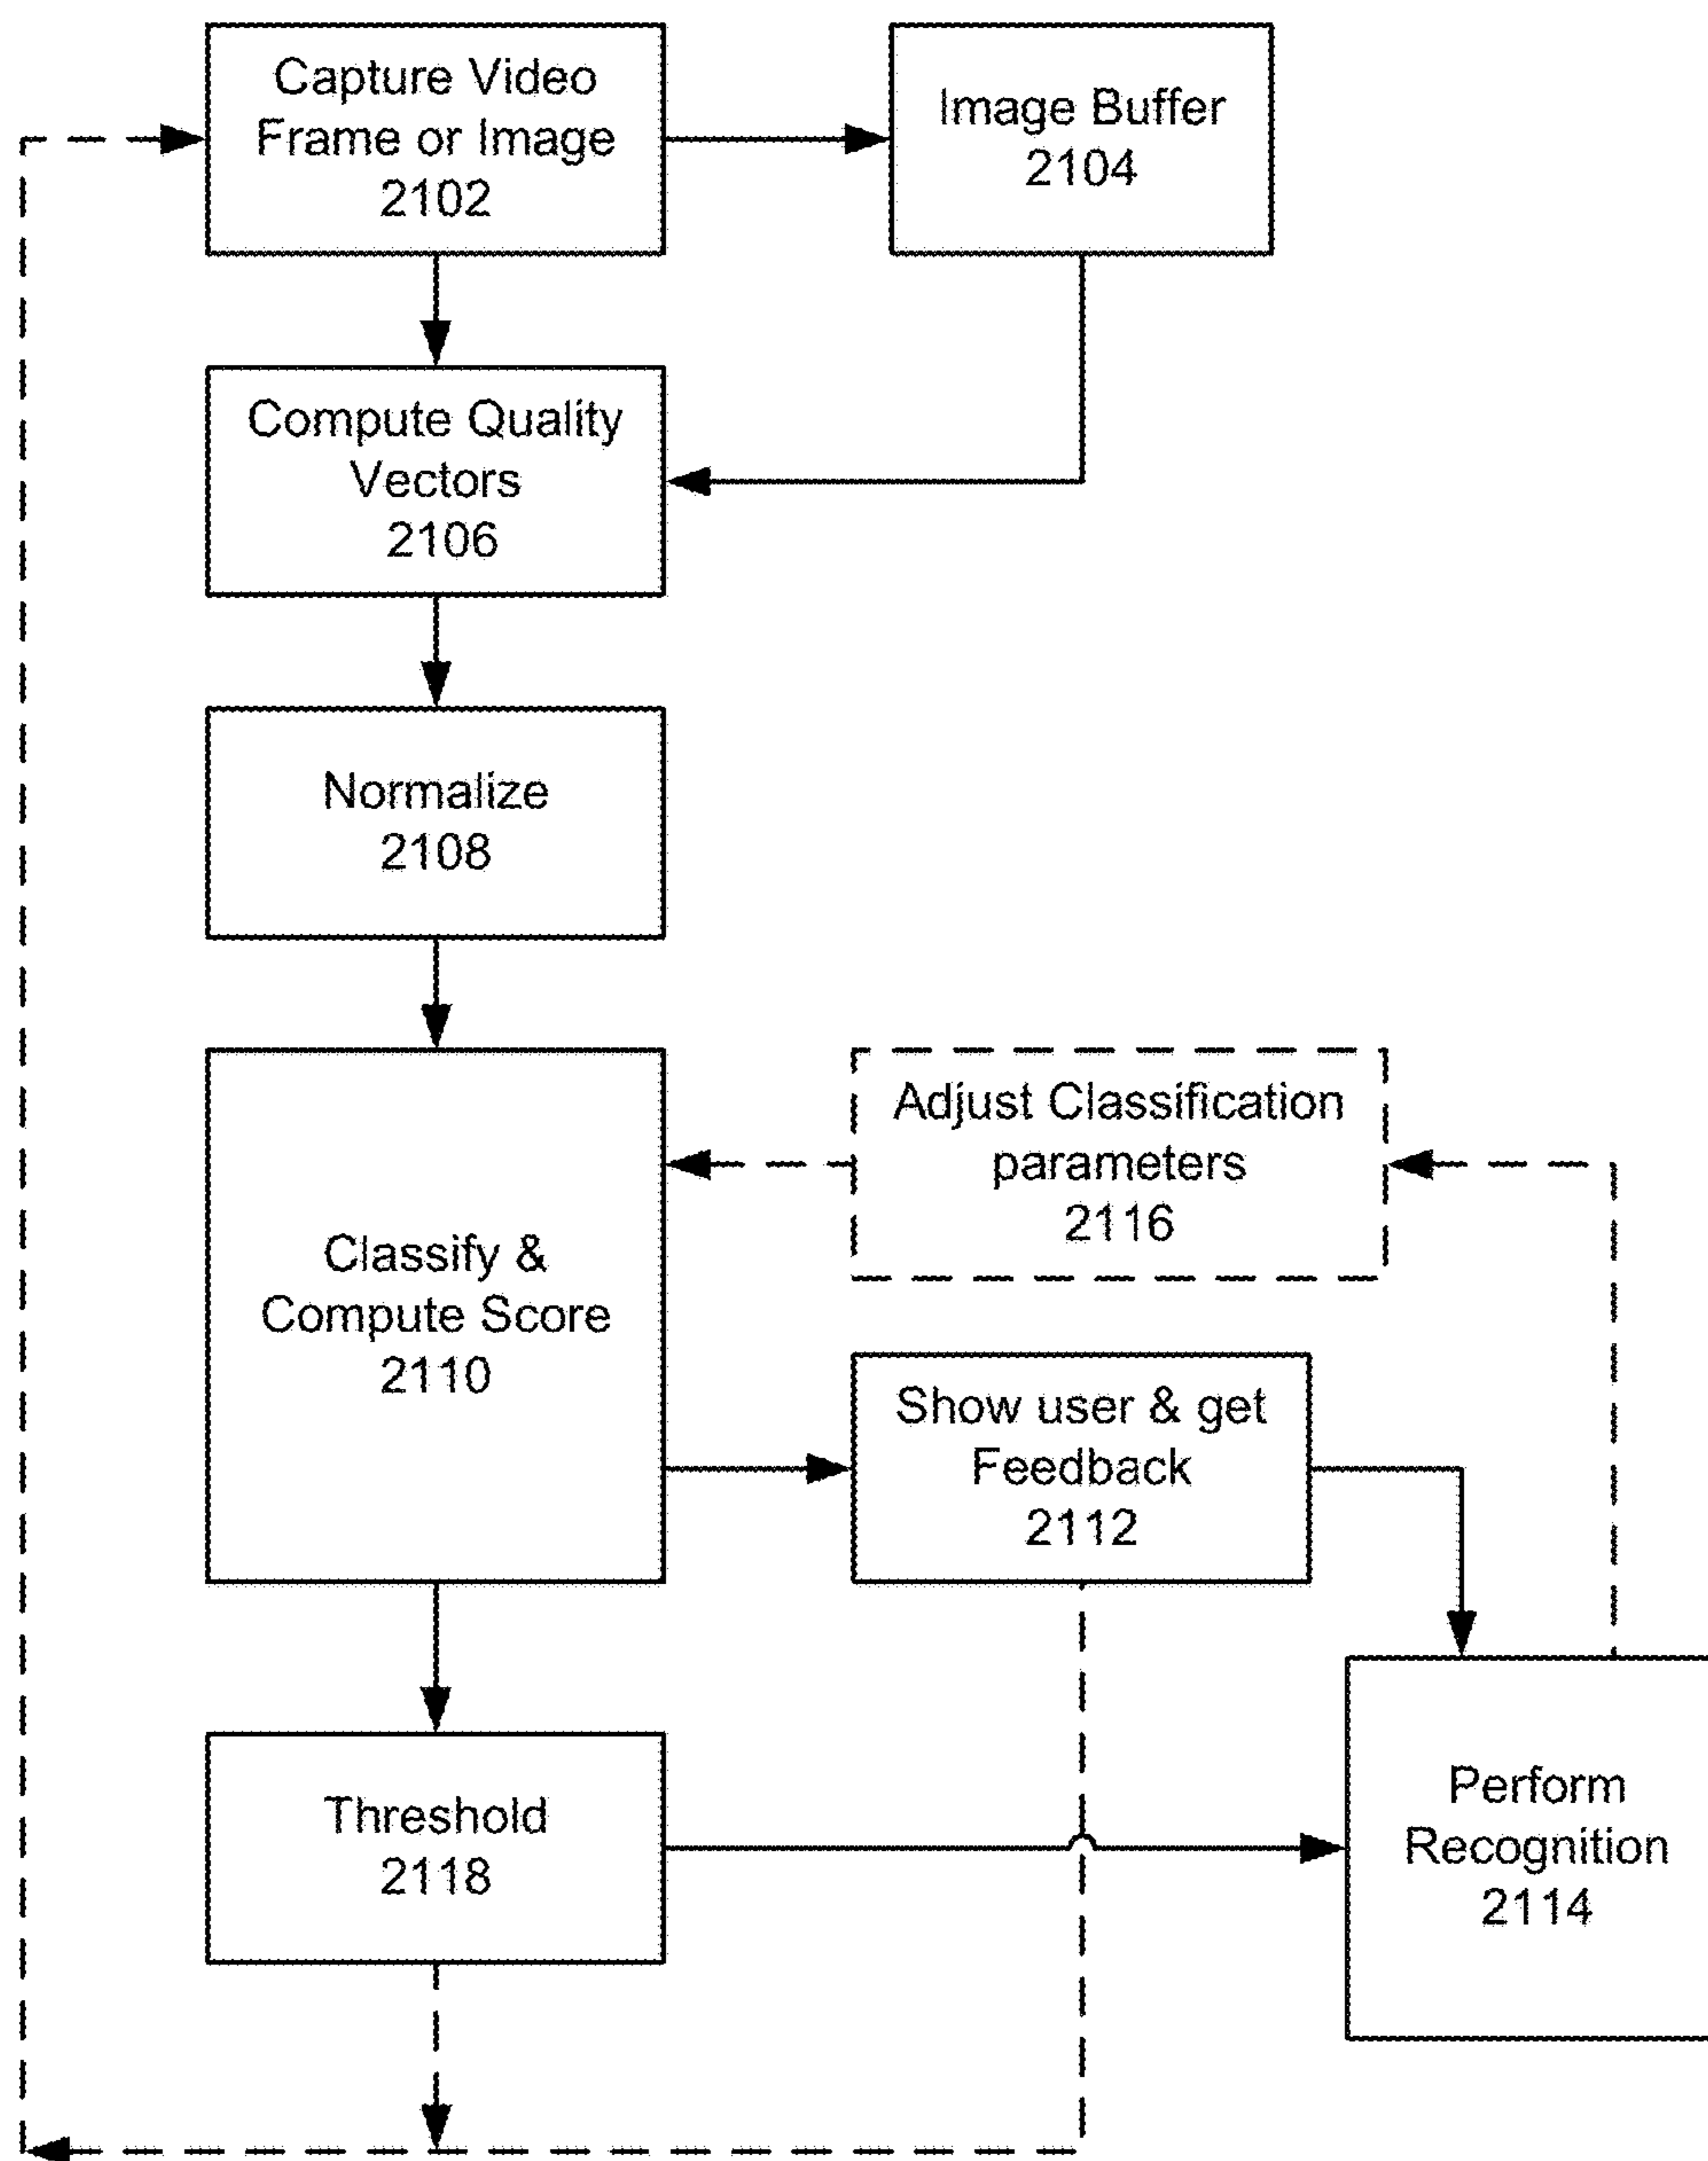 Capture Video
Frame or Image
2102
Image Buffer
2104
Compute Quality
Vectors
2106
Normalize
2108
Adjust Classification
parameters
2116
Classify &
Compute Score
2110
Show user & get
Feedback
2112
Threshold
2118
Perform
Recognition
2114